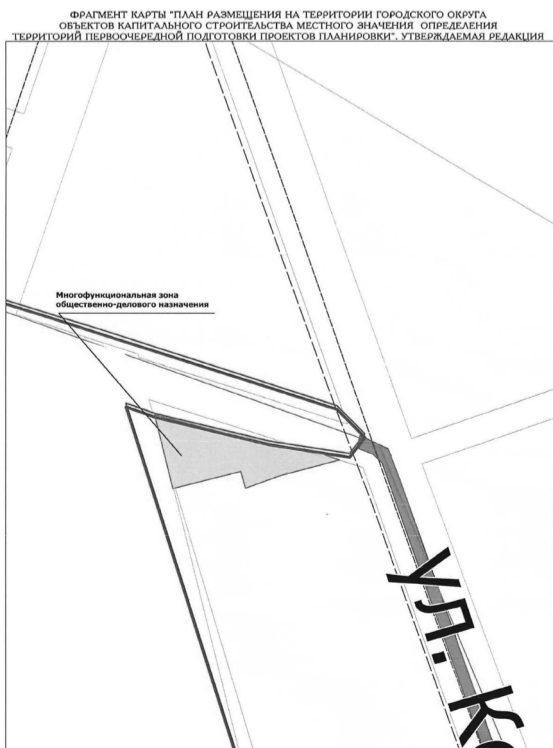 ФРАГМЕНТ КАРТЫ "ПЛАН РАЗМЕЩЕНИЯ НА ТЕРРИТОРИИ ГОРОДСКОГО ОКРУГА
ОБЪЕКТОВ КАПИТАЛЬНОГО СТРОИТЕЛЬСТВА МЕСТНОГО ЗНАЧЕНИЯ ОПРЕДЕЛЕНИЯ
ТЕРРИТОРИЙ ПЕРВООЧЕРЕДНОЙ ПОДГОТОВКИ ПРОЕКТОВ ПЛАНИРОВКИ". УТВЕРЖДАЕМАЯ РЕДАКЦИЯ
Многофункциональная зона
общественно-делового назначения
УЛ. К